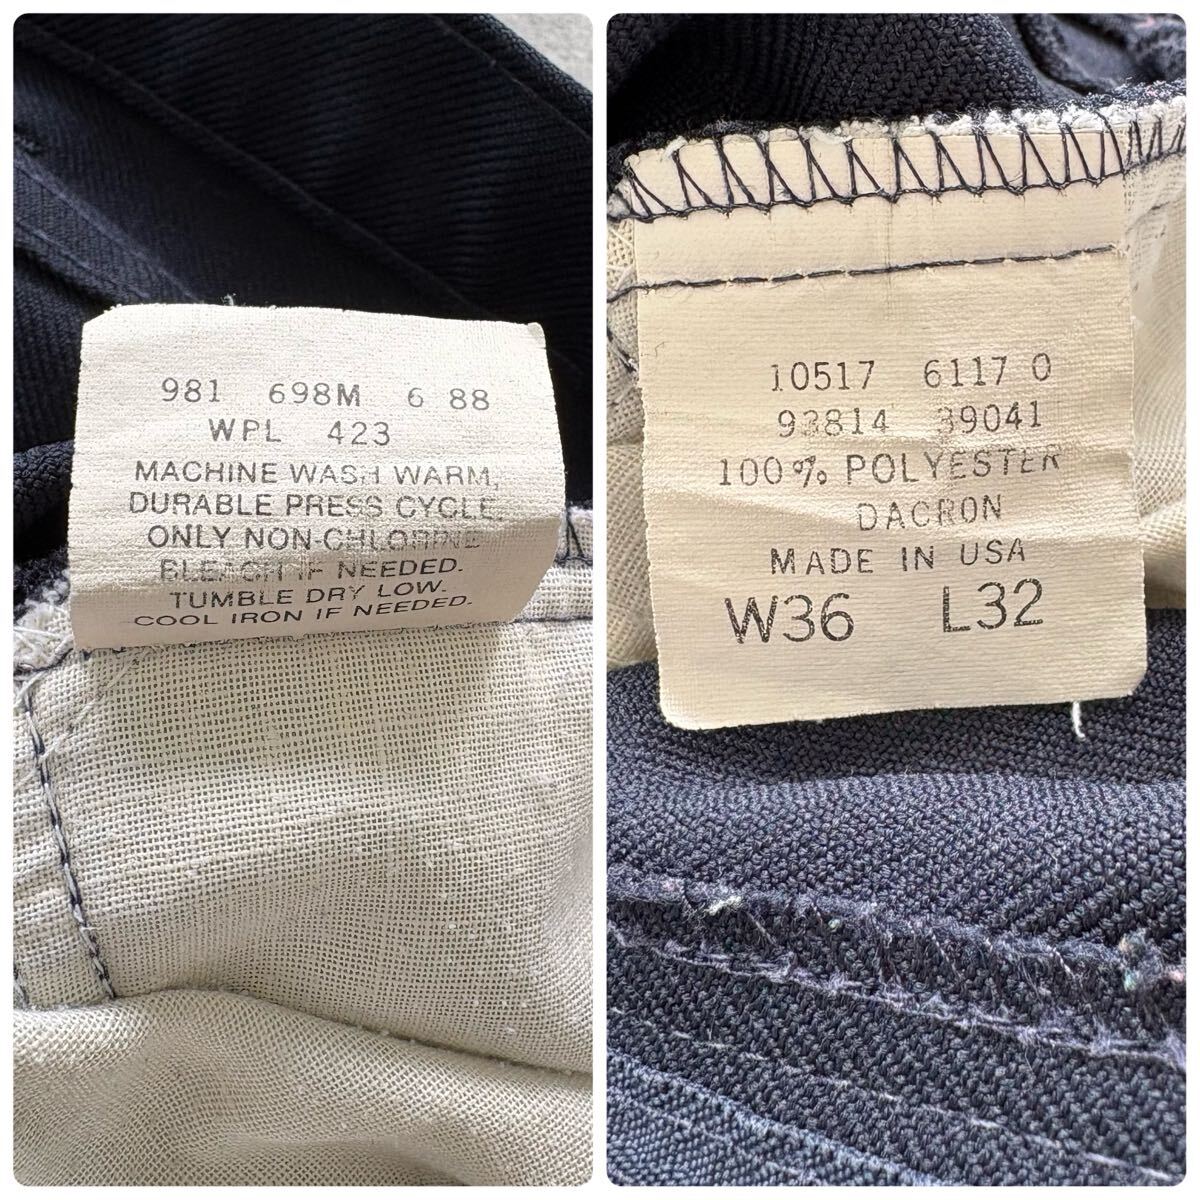 981 698M 6 88
WPL 423
MACHINE WASH WARM,
DURABLE PRESS CYCLE.
ONLY NON-CHLORINE
BLEACH IF NEEDED.
TUMBLE DRY LOW.
COOL IRON IF NEEDED.
10517 6117 0
93814 39041
100% POLYESTER
DACRON
MADE IN USA
W36 L32